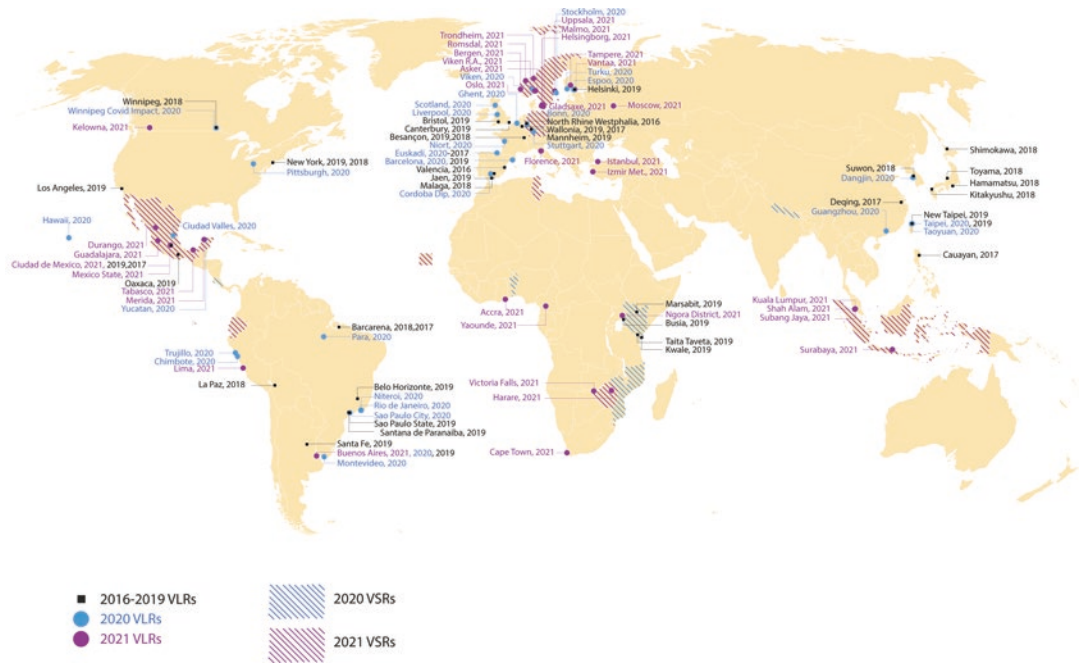 Stockholm, 2020
Uppsala, 2021
Malmo, 2021
Helsingborg, 2021
Trondheim, 2021
Romsdal, 2021
Bergen, 2021
Viken R.A., 2021
Asker, 2021
Viken, 2020
Oslo, 2021
Ghent, 2020
Tampere, 2021
Vantaa, 2021
Turku, 2020
Espoo, 2020
Helsinki, 2019
Scotland, 2020
Liverpool, 2020
Bristol, 2019
Canterbury, 2019
Besançon, 2019,2018
Niort, 2020
Euskadi, 2020-2017
Barcelona, 2020, 2019
Valencia, 2016
Jaen, 2019
Malaga, 2018
Cordoba Dip, 2020
Gladsaxe, 2021
Moscow, 2021
Bonn, 2020
North Rhine Westphalia, 2016
Wallonia, 2019, 2017
Mannheim, 2019
Stuttgart, 2020
Florence, 2021
Istanbul, 2021
Izmir Met., 2021
Winnipeg, 2018
Winnipeg Covid Impact, 2020
Kelowna, 2021
New York, 2019, 2018
Pittsburgh, 2020
Los Angeles, 2019
Hawaii, 2020
Ciudad Valles, 2020
Durango, 2021
Guadalajara, 2021
Ciudad de Mexico, 2021, 2019,2017
Mexico State, 2021
Oaxaca, 2019
Tabasco, 2021
Merida, 2021
Yucatan, 2020
Shimokawa, 2018
Suwon, 2018
Dangjin, 2020
Toyama, 2018
Hamamatsu, 2018
Kitakyushu, 2018
Deqing, 2017
Guangzhou, 2020
New Taipei, 2019
Taipei, 2020, 2019
Taoyuan, 2020
Cauayan, 2017
Barcarena, 2018,2017
Para, 2020
Trujillo, 2020
Chimbote, 2020
Lima, 2021
La Paz, 2018
Belo Horizonte, 2019
Niteroi, 2020
Rio de Janeiro, 2020
Sao Paulo City, 2020
Sao Paulo State, 2019
Santana de Paranaiba, 2019
Santa Fe, 2019
Buenos Aires, 2021, 2020, 2019
Montevideo, 2020
Accra, 2021
Yaounde, 2021
Marsabit, 2019
Ngora District, 2021
Busia, 2019
Taita Taveta, 2019
Kwale, 2019
Victoria Falls, 2021
Harare, 2021
Cape Town, 2021
Kuala Lumpur, 2021
Shah Alam, 2021
Subang Jaya, 2021
Surabaya, 2021
2016-2019 VLRs
2020 VLRs
2021 VLRs
2020 VSRs
2021 VSRs